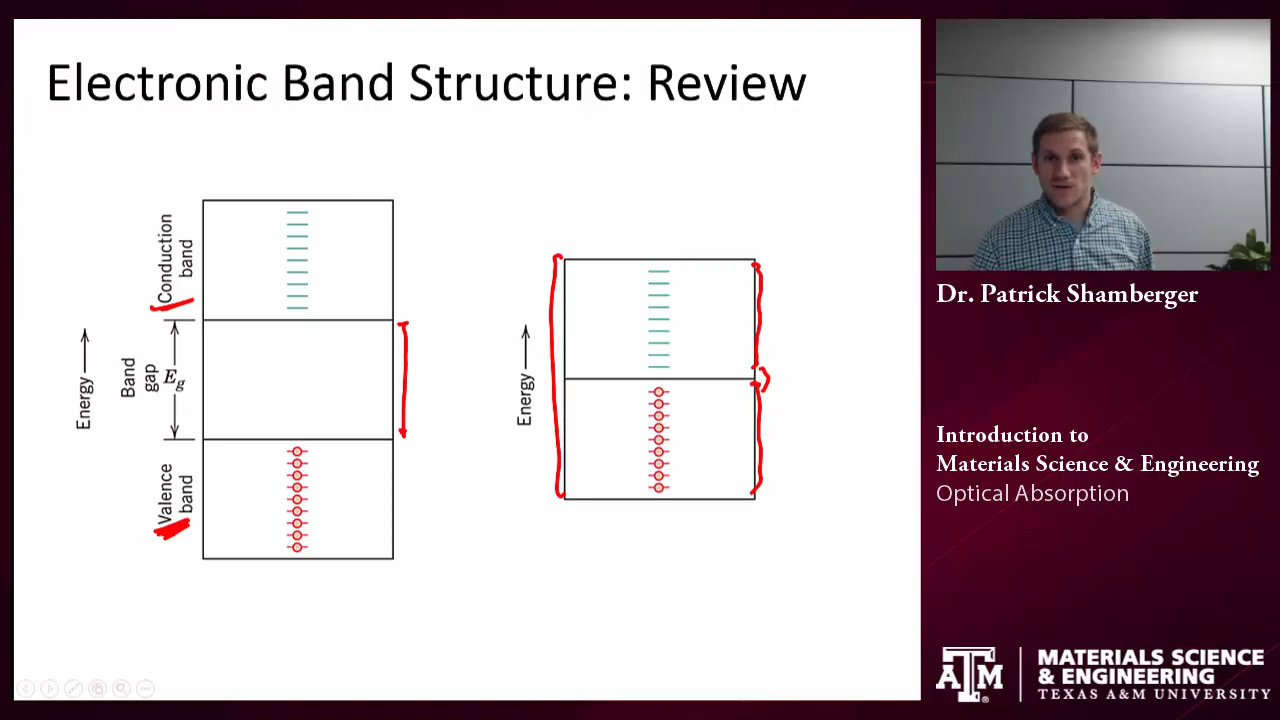 Electronic Band Structure: Review
Conduction
band
Energy
Band
gap
Eg
Valence
band
Energy
Dr. Patrick Shamberger
Introduction to
Materials Science & Engineering
Optical Absorption
ATM
MATERIALS SCIENCE
& ENGINEERING
TEXAS A&M UNIVERSITY